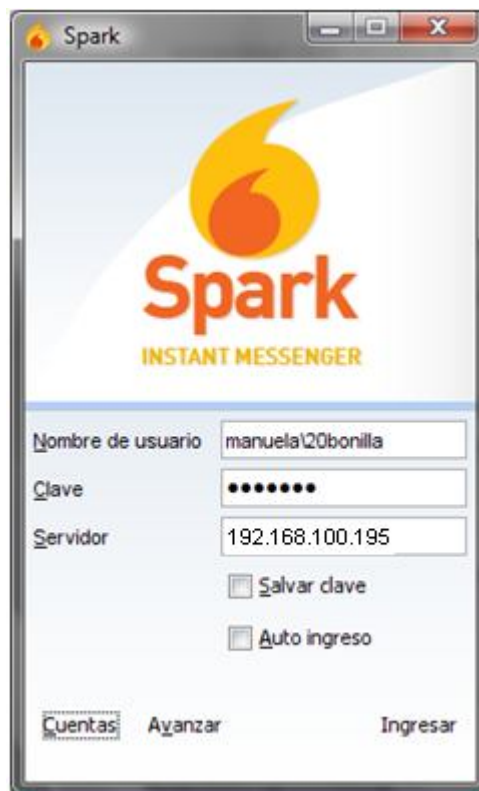 Spark
Spark
INSTANT MESSENGER
Nombre de usuario manuela\20bonilla
Clave •••••••
Servidor 192.168.100.195
Salvar clave
Auto ingreso
Cuentas Avanzar Ingresar